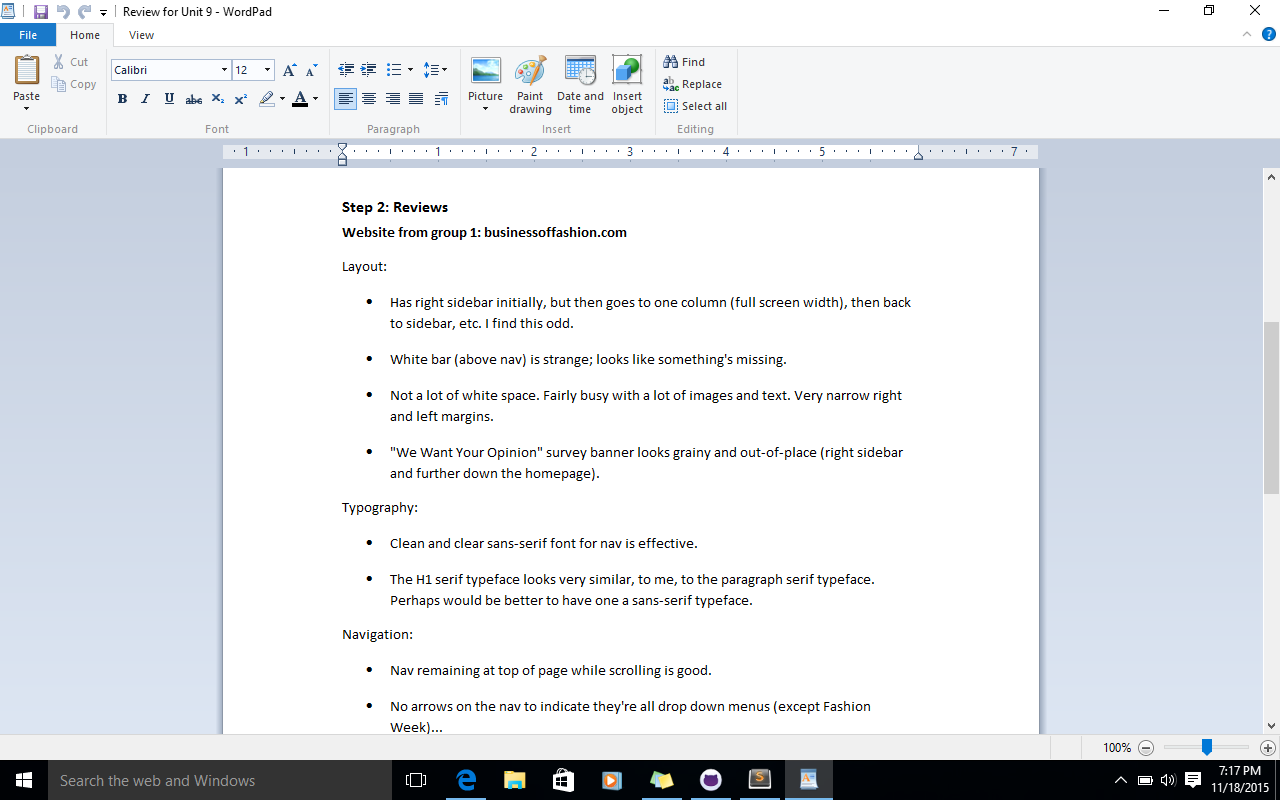 Review for Unit 9 - WordPad
File Home View
Paste
Cut
Copy
Clipboard
Calibri 12
B I U abc X₂ X² A
Font
Paragraph
Picture
Paint drawing
Date and time
Insert object
Insert
Find
Replace
Select all
Editing
1 1 2 3 4 5 7
Step 2: Reviews
Website from group 1: businessoffashion.com
Layout:
• Has right sidebar initially, but then goes to one column (full screen width), then back
to sidebar, etc. I find this odd.
• White bar (above nav) is strange; looks like something's missing.
• Not a lot of white space. Fairly busy with a lot of images and text. Very narrow right
and left margins.
• "We Want Your Opinion" survey banner looks grainy and out-of-place (right sidebar
and further down the homepage).
Typography:
• Clean and clear sans-serif font for nav is effective.
• The H1 serif typeface looks very similar, to me, to the paragraph serif typeface.
Perhaps would be better to have one a sans-serif typeface.
Navigation:
• Nav remaining at top of page while scrolling is good.
• No arrows on the nav to indicate they're all drop down menus (except Fashion
Week)...
100%
Search the web and Windows
7:17 PM
11/18/2015